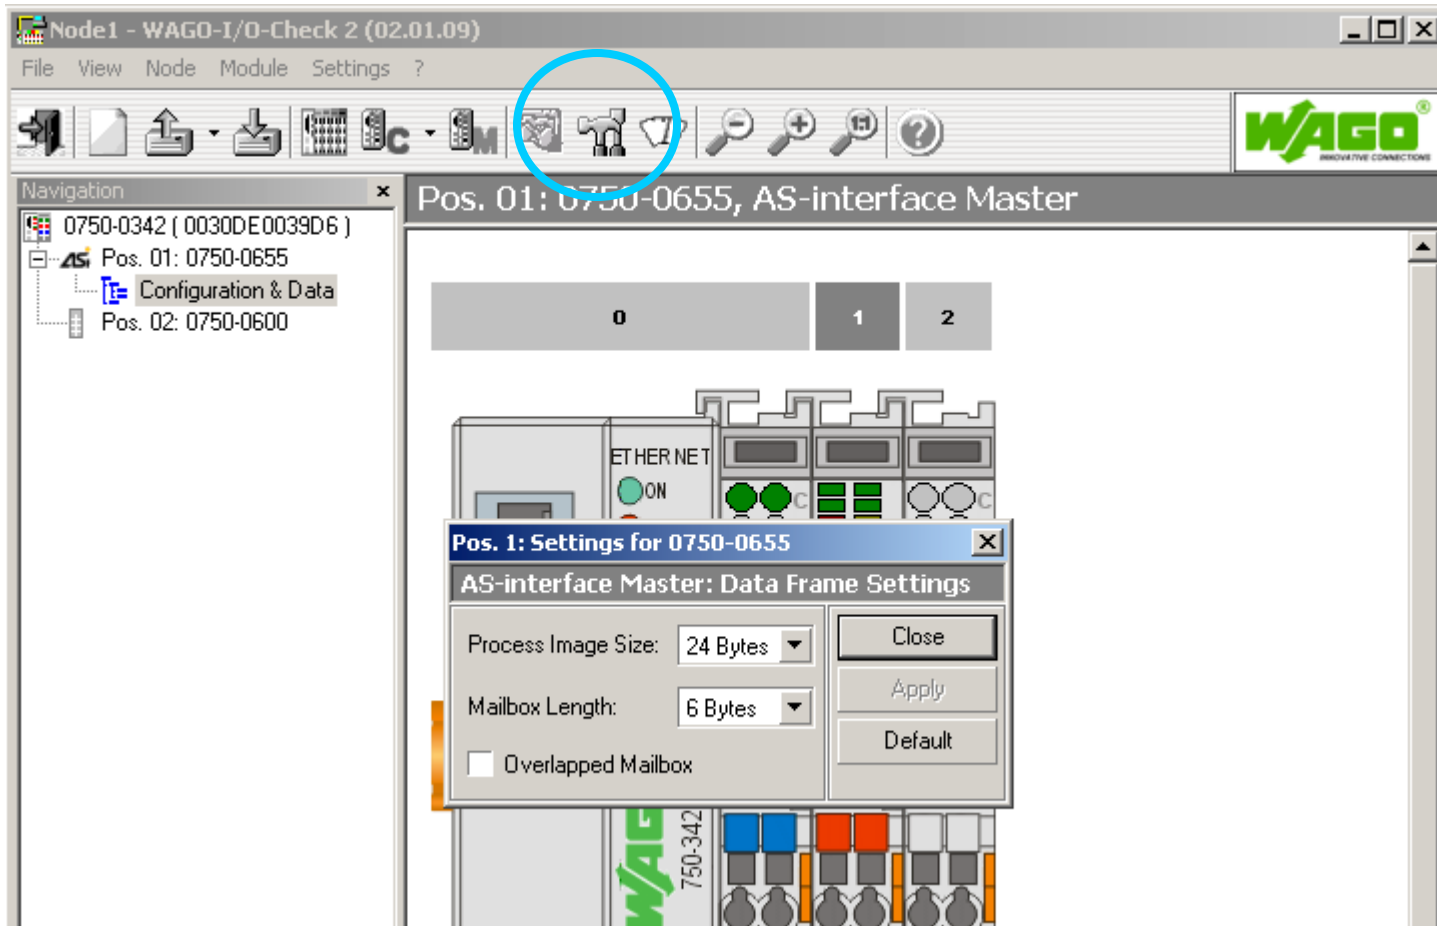 Node1 - WAGO-I/O-Check 2 (02.01.09)
File View Node Module Settings ?
C M 1:1 ?
WAGO®
INNOVATIVE CONNECTIONS
Navigation
Pos. 01: 0750-0655, AS-interface Master
0750-0342 ( 0030DE0039D6 )
ASi Pos. 01: 0750-0655
Configuration & Data
Pos. 02: 0750-0600
0 1 2
ETHERNET
ON
C C
Pos. 1: Settings for 0750-0655
AS-interface Master: Data Frame Settings
Process Image Size: 24 Bytes
Close
Apply
Mailbox Length: 6 Bytes
Default
Overlapped Mailbox
WAGO
750-342